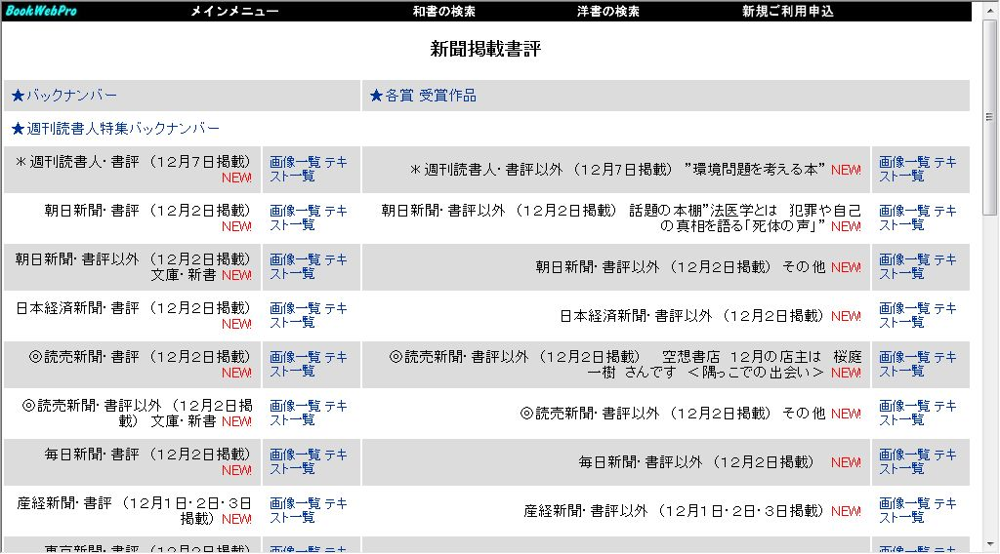 BookWebPro メインメニュー 和書の検索 洋書の検索 新規ご利用申込
新聞掲載書評
★バックナンバー
★各賞 受賞作品
★週刊読書人特集バックナンバー
＊週刊読書人・書評 （12月7日掲載）
NEW!
画像一覧 テキ
スト一覧
＊週刊読書人・書評以外 （12月7日掲載） ”環境問題を考える本” NEW!
画像一覧 テキ
スト一覧
朝日新聞・書評 （12月2日掲載）
NEW!
画像一覧 テキ
スト一覧
朝日新聞・書評以外 （12月2日掲載） 話題の本棚”法医学とは 犯罪や自己
の真相を語る「死体の声」” NEW!
画像一覧 テキ
スト一覧
朝日新聞・書評以外 （12月2日掲載）
文庫・新書 NEW!
画像一覧 テキ
スト一覧
朝日新聞・書評以外 （12月2日掲載） その他 NEW!
画像一覧 テキ
スト一覧
日本経済新聞・書評 （12月2日掲載）
NEW!
画像一覧 テキ
スト一覧
日本経済新聞・書評以外 （12月2日掲載） NEW!
画像一覧 テキ
スト一覧
◎読売新聞・書評 （12月2日掲載）
NEW!
画像一覧 テキ
スト一覧
◎読売新聞・書評以外 （12月2日掲載） 空想書店 12月の店主は 桜庭
一樹 さんです ＜隅っこでの出会い＞ NEW!
画像一覧 テキ
スト一覧
◎読売新聞・書評以外 （12月2日掲
載） 文庫・新書 NEW!
画像一覧 テキ
スト一覧
◎読売新聞・書評以外 （12月2日掲載） その他 NEW!
画像一覧 テキ
スト一覧
毎日新聞・書評 （12月2日掲載）
NEW!
画像一覧 テキ
スト一覧
毎日新聞・書評以外 （12月2日掲載） NEW!
画像一覧 テキ
スト一覧
産経新聞・書評 （12月1日・2日・3日
掲載） NEW!
画像一覧 テキ
スト一覧
産経新聞・書評以外 （12月1日・2日・3日掲載） NEW!
画像一覧 テキ
スト一覧
東京新聞・書評 （12月2日掲載）
画像一覧 テキ
画像一覧 テキ